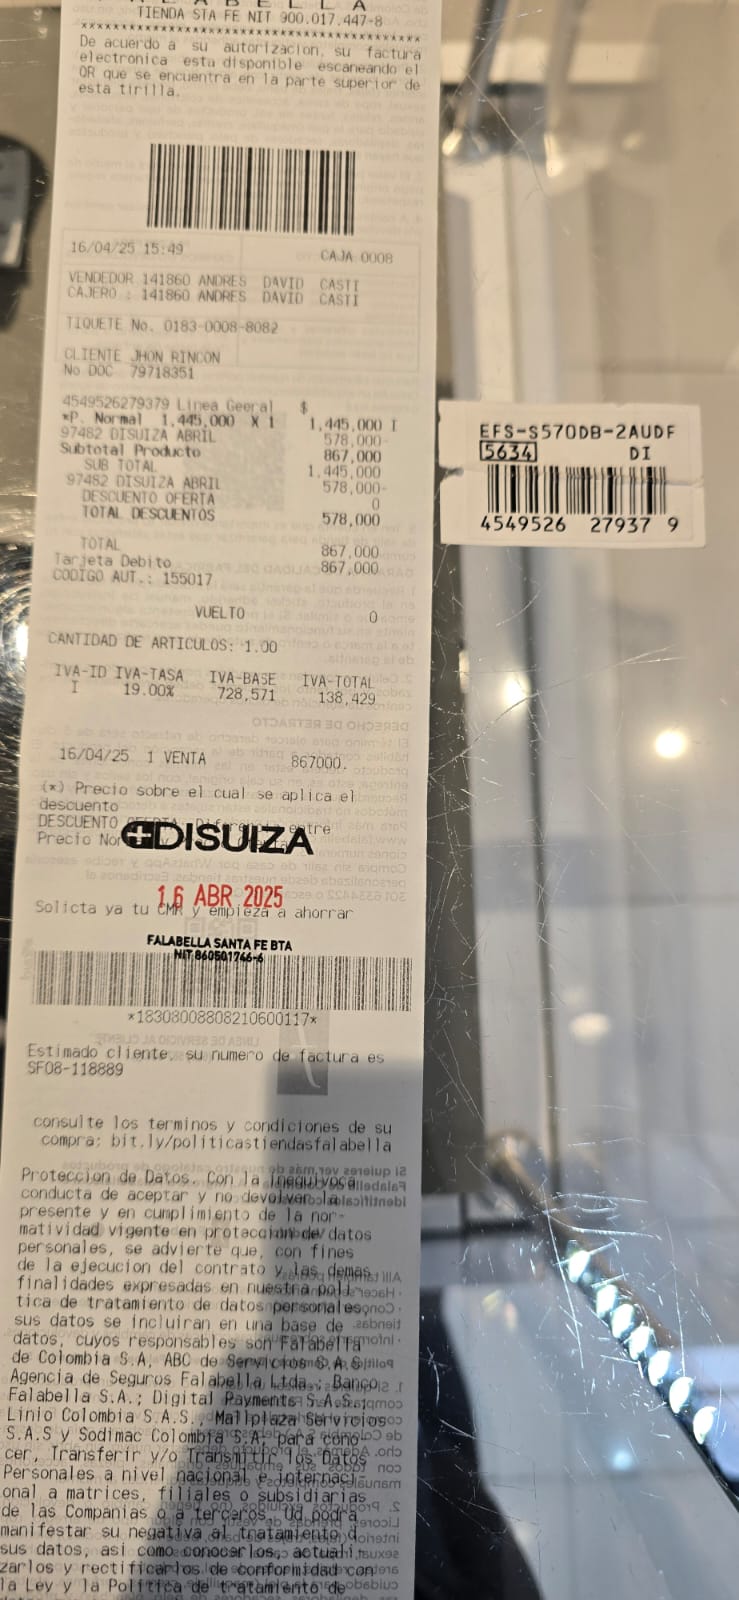 FALABELLA
TIENDA STA FE NIT 900.017.447-8
****************************************
De acuerdo a su autorizacion, su factura
electronica esta disponible escaneando el
QR que se encuentra en la parte superior de
esta tirilla.
16/04/25 15:49 CAJA 0008
VENDEDOR 141860 ANDRES DAVID CASTI
CAJERO : 141860 ANDRES DAVID CASTI
TIQUETE No. 0183-0008-8082
CLIENTE JHON RINCON
No DOC 79718351
4549526279379 Linea Geeral $
*P. Normal 1,445,000 X 1 1,445,000 I
97482 DISUIZA ABRIL 578,000-
Subtotal Producto 867,000
SUB TOTAL 1,445,000
97482 DISUIZA ABRIL 578,000-
DESCUENTO OFERTA 0
TOTAL DESCUENTOS 578,000
TOTAL 867,000
Tarjeta Debito 867,000
CODIGO AUT.: 155017
VUELTO 0
CANTIDAD DE ARTICULOS: 1.00
IVA-ID IVA-TASA IVA-BASE IVA-TOTAL
I 19.00% 728,571 138,429
16/04/25 1 VENTA 867000.
(*) Precio sobre el cual se aplica el
descuento
DESCUENTO entre
Precio
DISUIZA
16 ABR 2025
Solicta ya tu CMR y empieza a ahorrar
FALABELLA SANTA FE BTA
NIT 860501766-6
*18308008808210600117*
Estimado cliente, su numero de factura es
SF08-118889
consulte los terminos y condiciones de su
compra: bit.ly/politicastiendasfalabella
Proteccion de Datos. Con la Inequivoca
conducta de aceptar y no devolver la
presente y en cumplimiento de la nor-
matividad vigente en proteccion de datos
personales, se advierte que, con fines
de la ejecucion del contrato y las demas
finalidades expresadas en nuestra poli
tica de tratamiento de datos personales,
sus datos se incluiran en una base de
datos, cuyos responsables son Falabella
de Colombia S.A, ABC de Servicios S.A.S,
Agencia de Seguros Falabella Ltda.; Banco
Falabella S.A.; Digital Payments S.A.S.,
Linio Colombia S.A.S., Mallplaza Servicios
S.A.S y Sodimac Colombia S.A; para cono
cer, Transferir y/o Transmitir los Datos
Personales a nivel nacional e internaci-
onal a matrices, filiales o subsidiarias
de las Companias o a terceros. Ud podra
manifestar su negativa al tratamiento d
sus datos, asi como conocerlos, actuali
zarlos y rectificarlos de conformidad con
la Ley y la Politica de tratamiento de
EFS-S570DB-2AUDF
5634 DI
4549526 27937 9